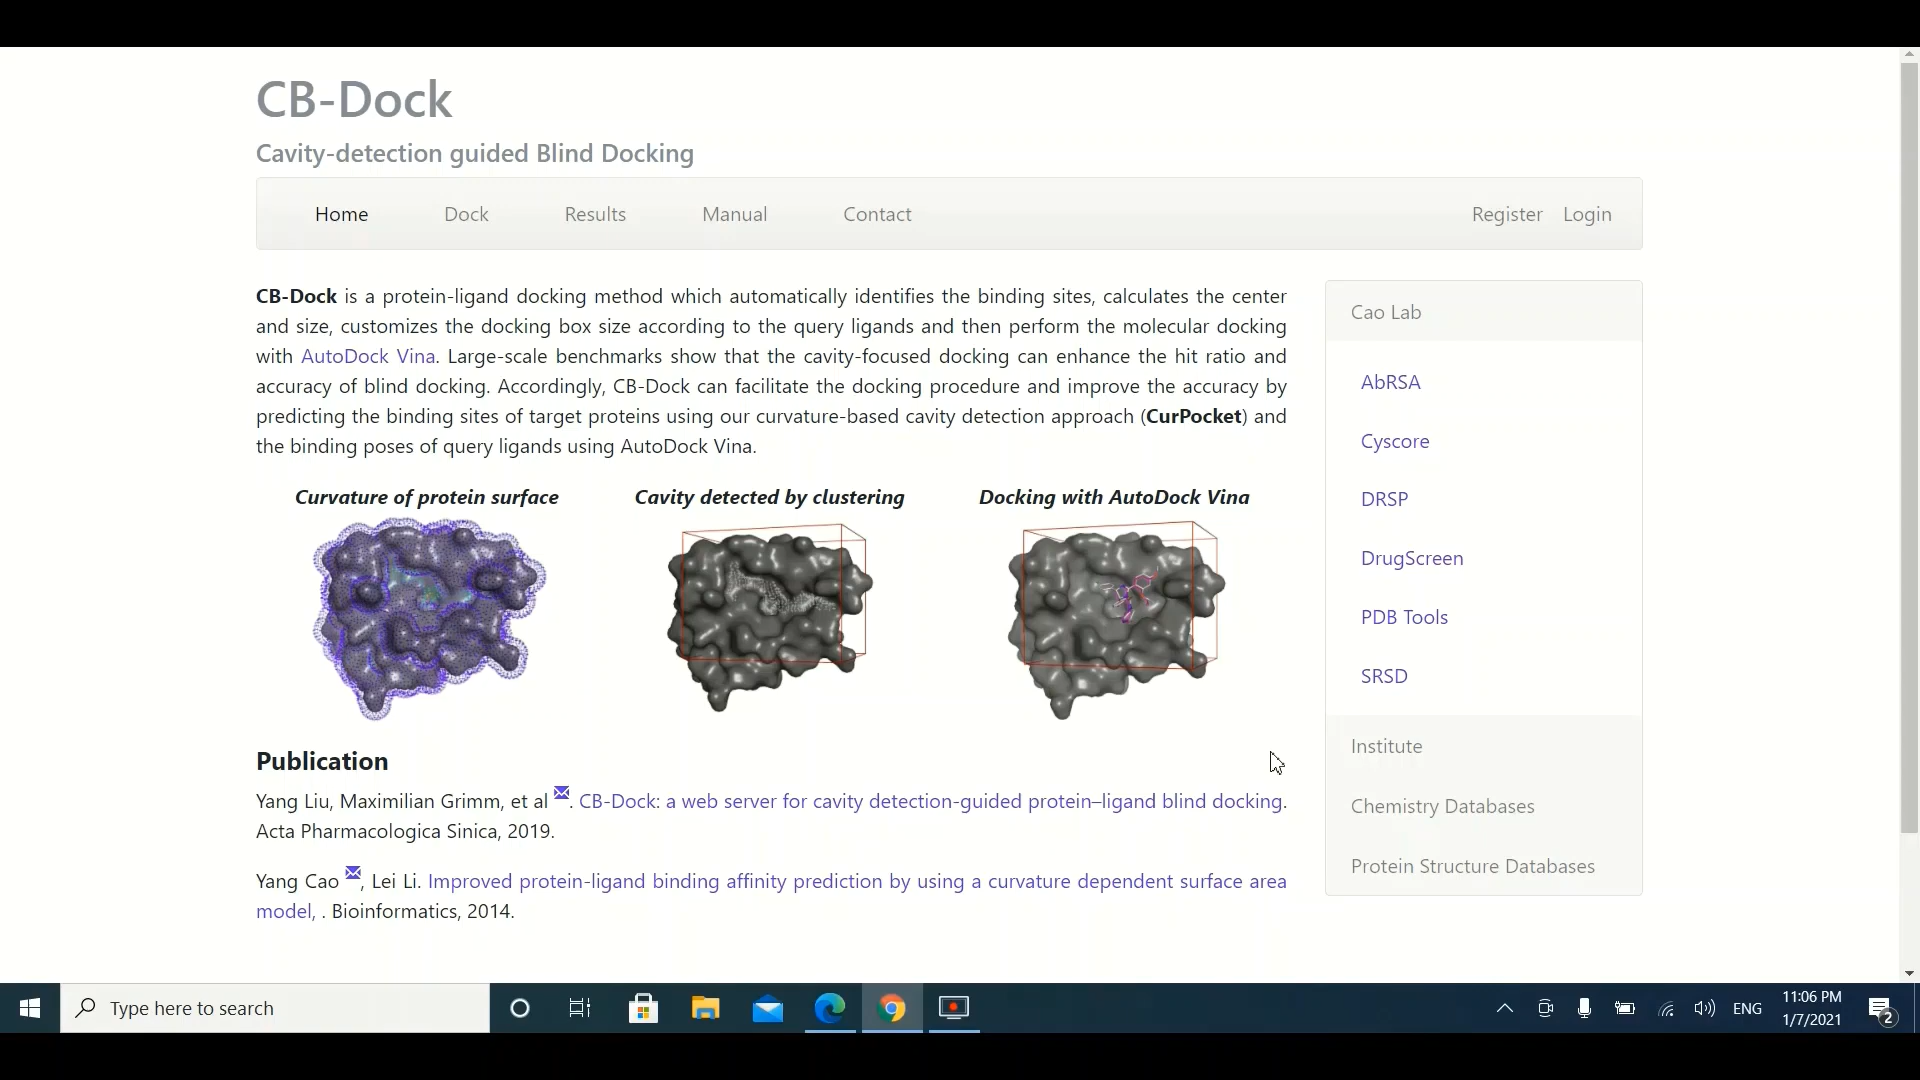 CB-Dock
Cavity-detection guided Blind Docking
Home Dock Results Manual Contact Register Login
CB-Dock is a protein-ligand docking method which automatically identifies the binding sites, calculates the center
and size, customizes the docking box size according to the query ligands and then perform the molecular docking
with AutoDock Vina. Large-scale benchmarks show that the cavity-focused docking can enhance the hit ratio and
accuracy of blind docking. Accordingly, CB-Dock can facilitate the docking procedure and improve the accuracy by
predicting the binding sites of target proteins using our curvature-based cavity detection approach (CurPocket) and
the binding poses of query ligands using AutoDock Vina.
Curvature of protein surface
Cavity detected by clustering
Docking with AutoDock Vina
Publication
Yang Liu, Maximilian Grimm, et al . CB-Dock: a web server for cavity detection-guided protein–ligand blind docking.
Acta Pharmacologica Sinica, 2019.
Yang Cao , Lei Li. Improved protein-ligand binding affinity prediction by using a curvature dependent surface area
model, . Bioinformatics, 2014.
Cao Lab
AbRSA
Cyscore
DRSP
DrugScreen
PDB Tools
SRSD
Institute
Chemistry Databases
Protein Structure Databases
Type here to search
ENG
11:06 PM
1/7/2021
2